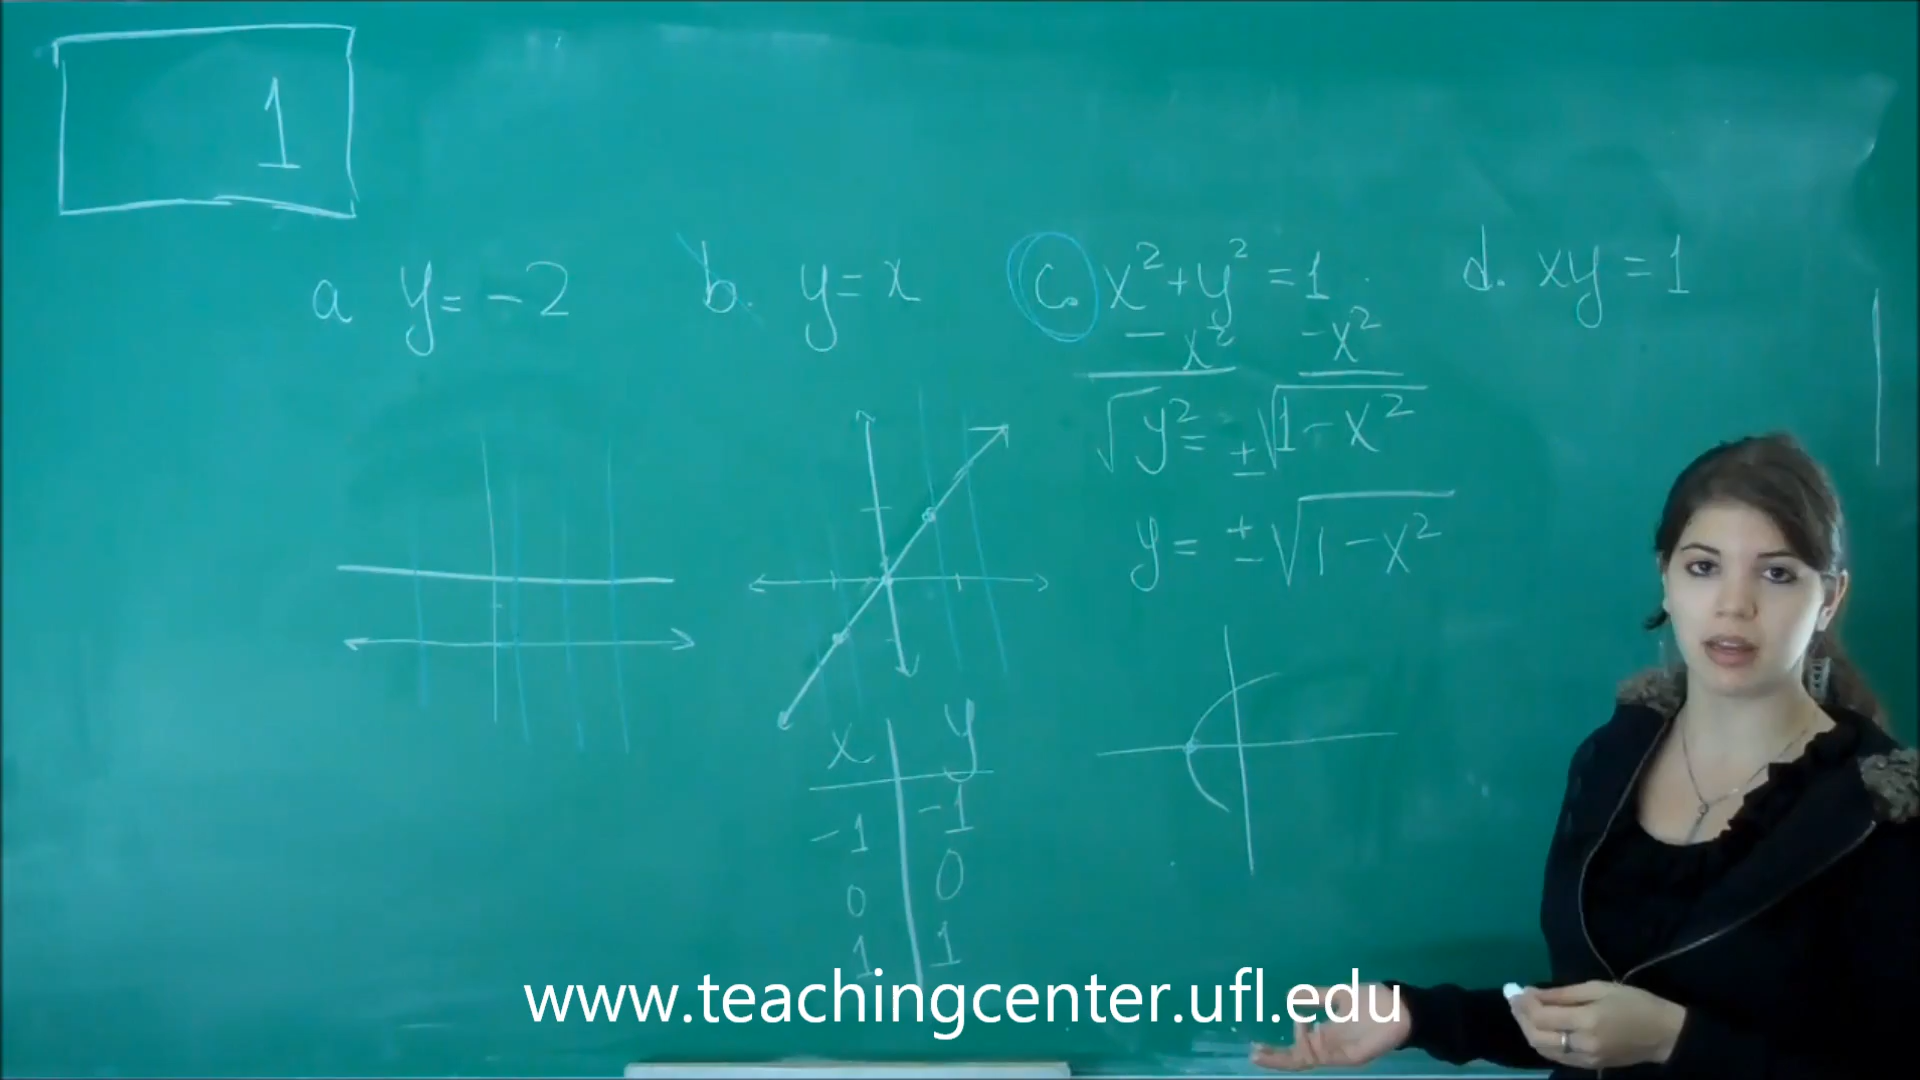 1
a y = -2
b. y = x
c. x² + y² = 1
- x² - x²
√y² = ±√1 - x²
y = ±√1 - x²
d. xy = 1
x y
-1 -1
0 0
1 1
www.teachingcenter.ufl.edu